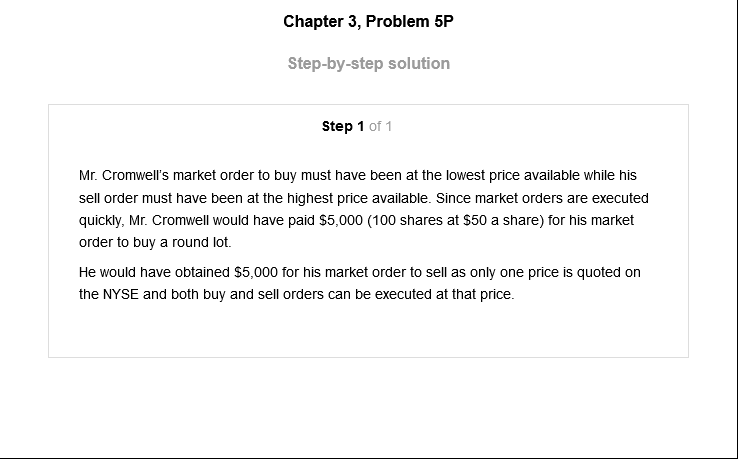 Chapter 3, Problem 5P
Step-by-step solution
Step 1 of 1
Mr. Cromwell's market order to buy must have been at the lowest price available while his
sell order must have been at the highest price available. Since market orders are executed
quickly, Mr. Cromwell would have paid $5,000 (100 shares at $50 a share) for his market
order to buy a round lot.
He would have obtained $5,000 for his market order to sell as only one price is quoted on
the NYSE and both buy and sell orders can be executed at that price.